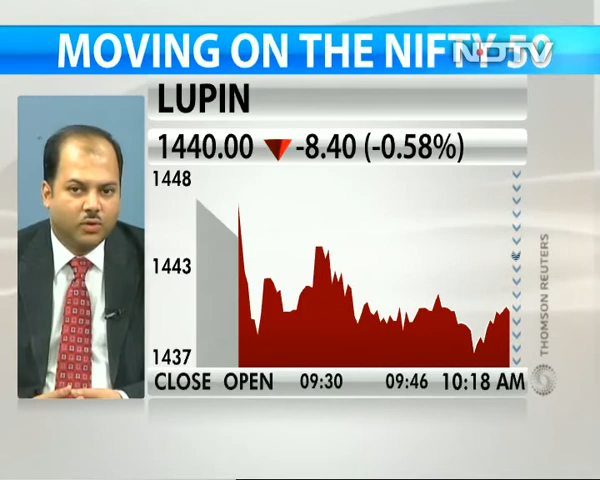 MOVING ON THE NIFTY 50
NDTV
LUPIN
1440.00 ▼ -8.40 (-0.58%)
1448
1443
1437
CLOSE OPEN 09:30 09:46 10:18 AM
THOMSON REUTERS